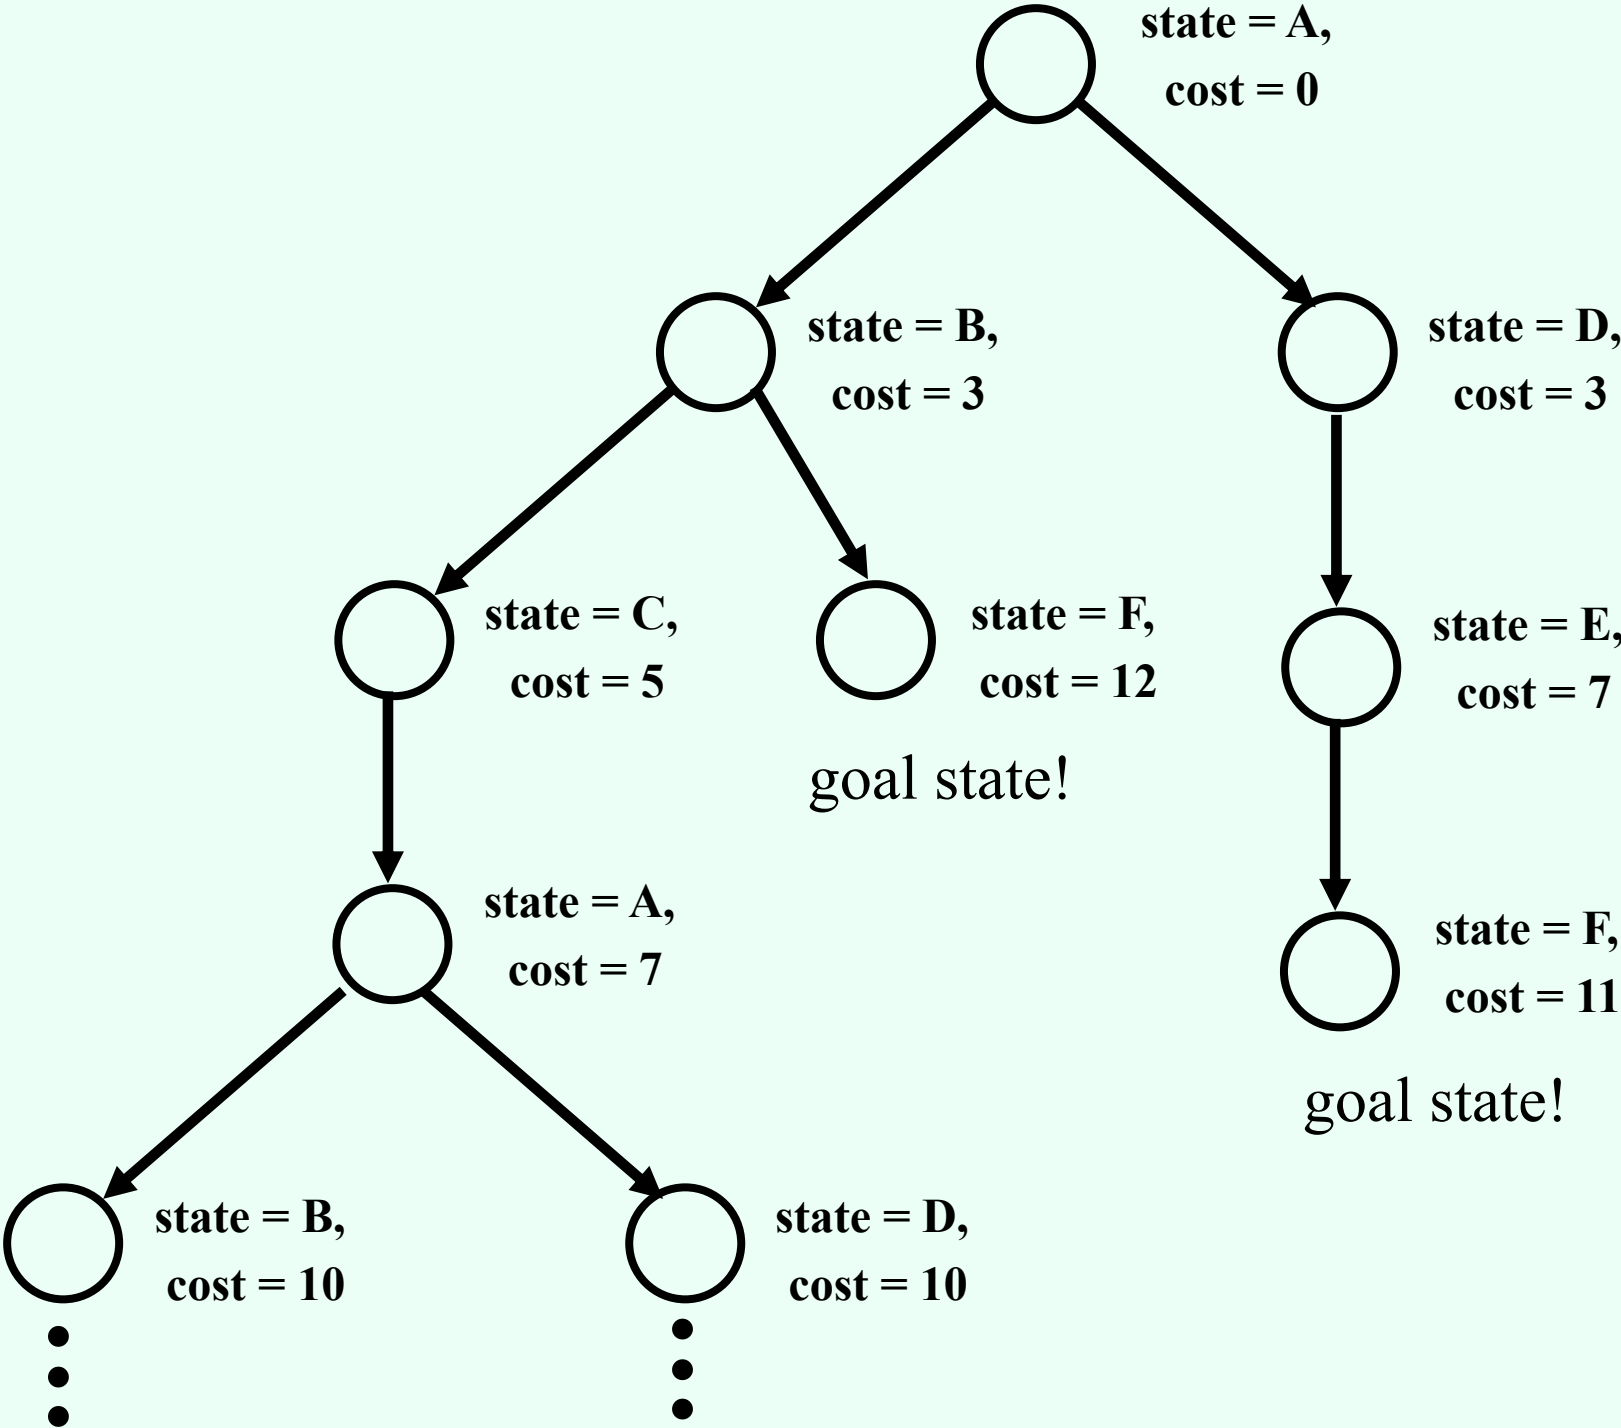 state = A,
cost = 0
state = B,
cost = 3
state = D,
cost = 3
state = C,
cost = 5
state = F,
cost = 12
goal state!
state = E,
cost = 7
state = A,
cost = 7
state = F,
cost = 11
goal state!
state = B,
cost = 10
state = D,
cost = 10